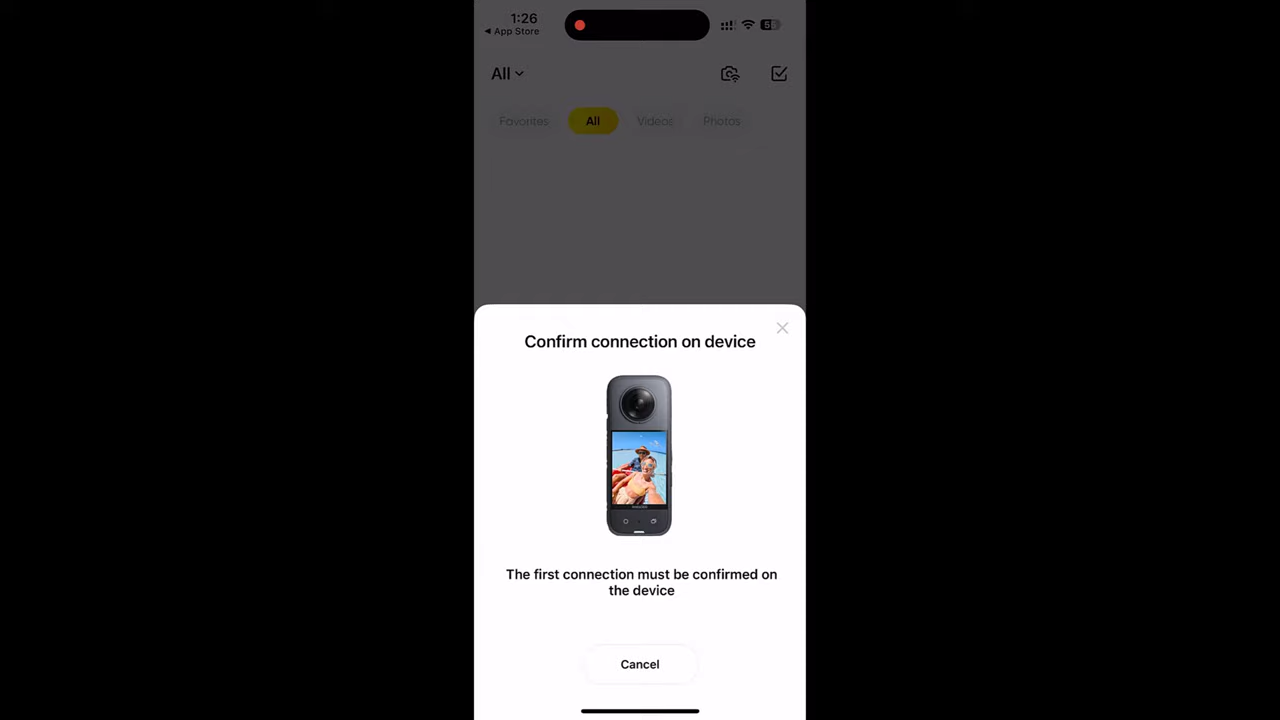 1:26
◀ App Store
All
Favorites
All
Videos
Photos
Confirm connection on device
The first connection must be confirmed on
the device
Cancel